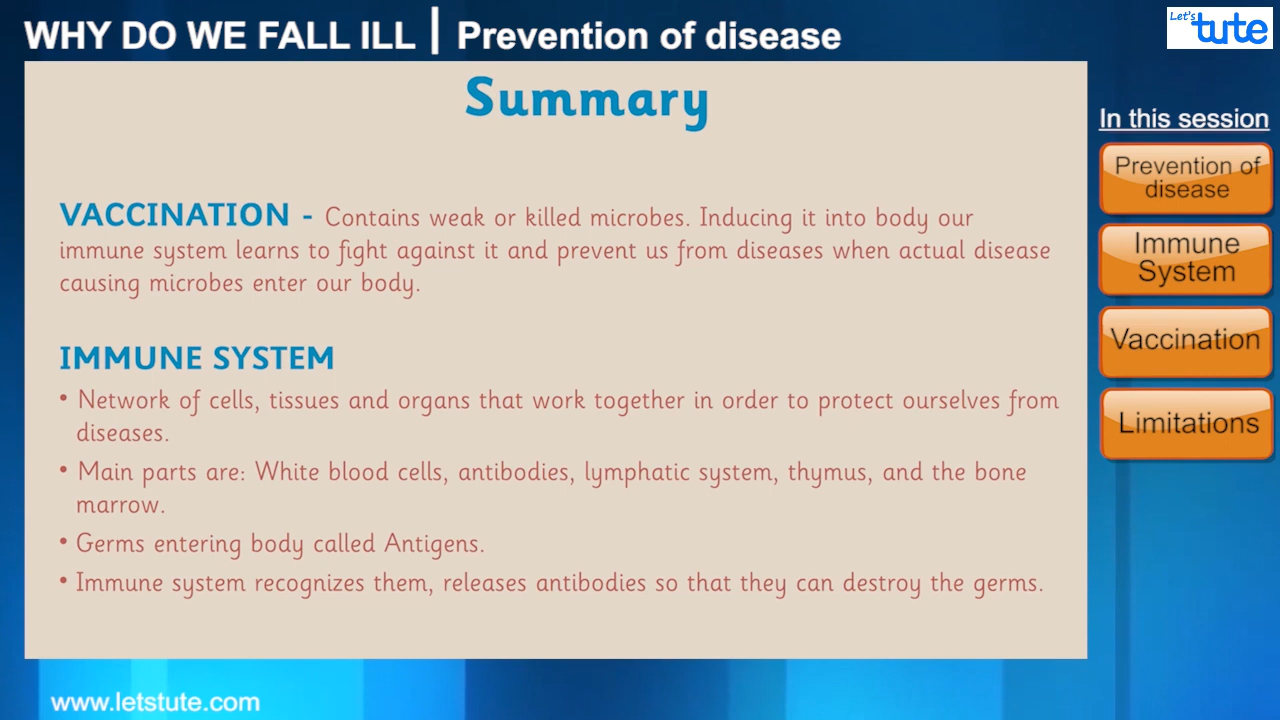 WHY DO WE FALL ILL | Prevention of disease
Let's
tute
Summary
In this session
Prevention of
disease
Immune
System
Vaccination
Limitations
VACCINATION - Contains weak or killed microbes. Inducing it into body our
immune system learns to fight against it and prevent us from diseases when actual disease
causing microbes enter our body.
IMMUNE SYSTEM
• Network of cells, tissues and organs that work together in order to protect ourselves from
diseases.
• Main parts are: White blood cells, antibodies, lymphatic system, thymus, and the bone
marrow.
• Germs entering body called Antigens.
• Immune system recognizes them, releases antibodies so that they can destroy the germs.
www.letstute.com